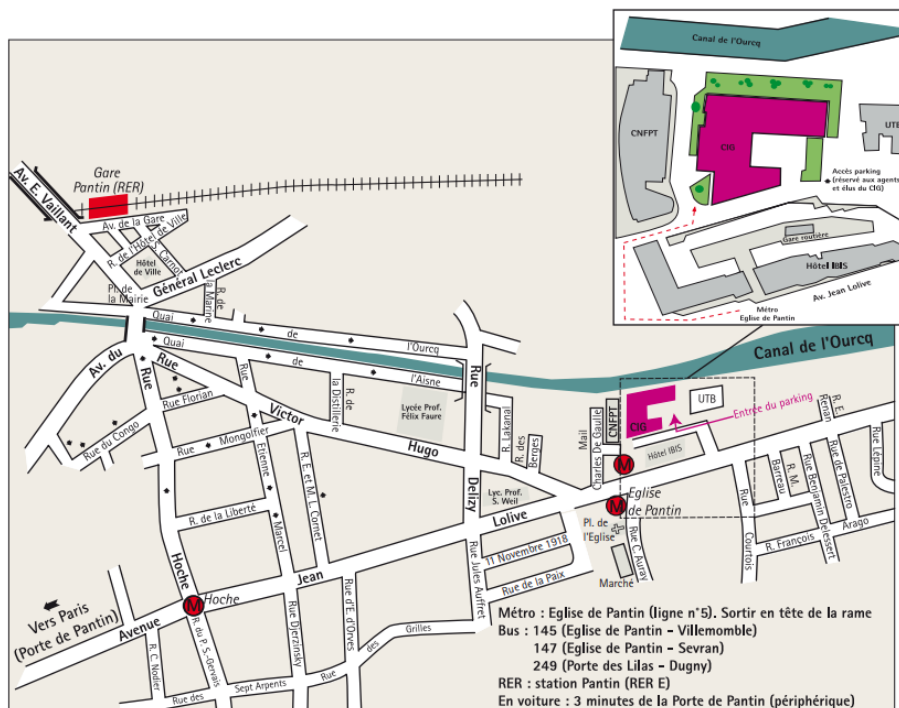 Canal de l'Ourcq
CNFPT
CIG
UTB
Accès parking
(réservé aux agents
et élus du CIG)
Gare routière
Hôtel IBIS
Av. Jean Lolive
Métro
Eglise de Pantin
Gare
Pantin (RER)
Av. E. Vaillant
Av. de la Gare
R. de l'Hôtel de Ville
S. Carnot
Hôtel
de Ville
Général Leclerc
Pl. de
la Mairie
R. de
la Marine
Quai de l'Ourcq
Canal de l'Ourcq
Quai de l'Aisne
Av. du
Rue
Rue Victor Hugo
Rue Florian
Rue du Congo
Rue Mongolfier
Rue Etienne Marcel
R. de
la Distillerie
R. E. et M. L. Cornet
Lycée Prof.
Félix Faure
Rue Delizy
R. Lakanal
R. des
Berges
Mail
Charles De Gaulle
CNFPT
CIG
UTB
Entrée du parking
Hôtel IBIS
R. E.
Renan
Rue Lépine
Rue de Palestro
Rue Benjamin Delessert
R. M.
Barreau
Rue Courtois
R. François Arago
Lyc. Prof.
S. Weil
M
M
Eglise
de Pantin
Pl. de
l'Eglise
Rue C. Auray
Marché
R. de la Liberté
Hoche
11 Novembre 1918
Rue de la Paix
Rue Jules Auffret
M
Hoche
Avenue Jean Lolive
Vers Paris
(Porte de Pantin)
R. C. Nodier
R. du P. S.-Gervais
Rue Djerzinsky
Rue d'E. d'Orves
Rue des Grilles
Rue des Sept Arpents
Métro : Eglise de Pantin (ligne n°5). Sortir en tête de la rame
Bus : 145 (Eglise de Pantin - Villemomble)
147 (Eglise de Pantin - Sevran)
249 (Porte des Lilas - Dugny)
RER : station Pantin (RER E)
En voiture : 3 minutes de la Porte de Pantin (périphérique)